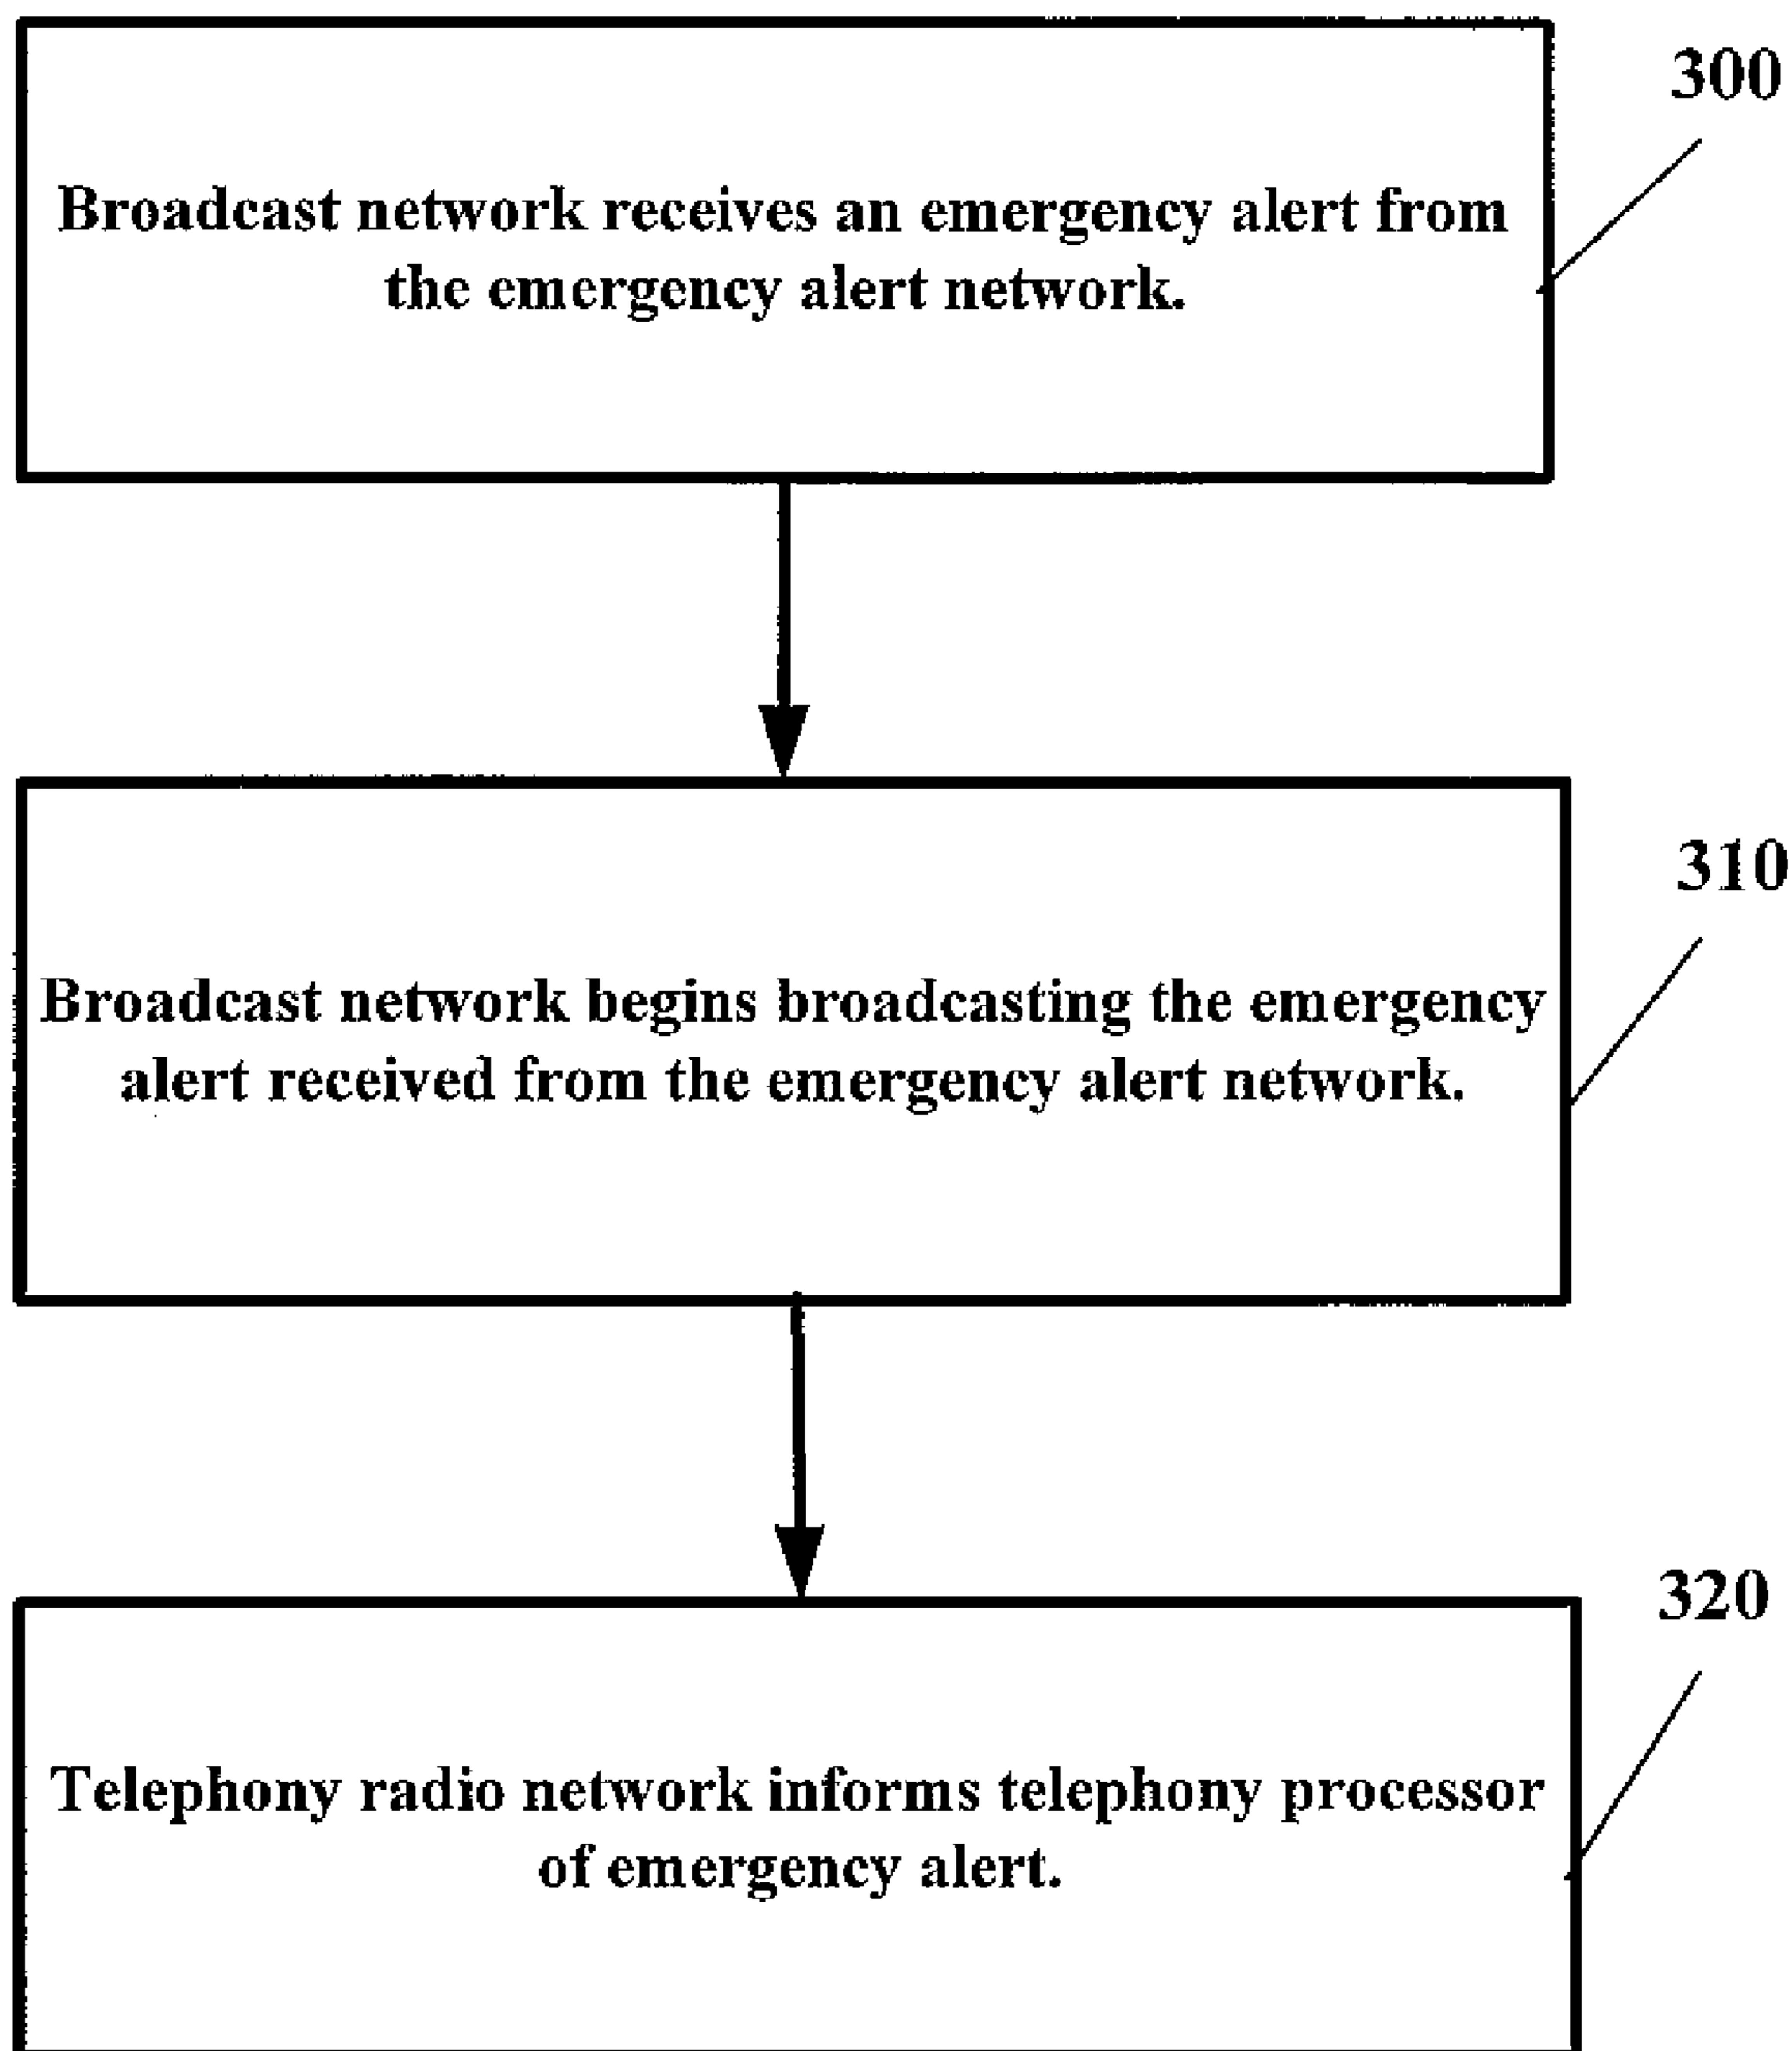 300
Broadcast network receives an emergency alert from
the emergency alert network.
310
Broadcast network begins broadcasting the emergency
alert received from the emergency alert network.
320
Telephony radio network informs telephony processor
of emergency alert.